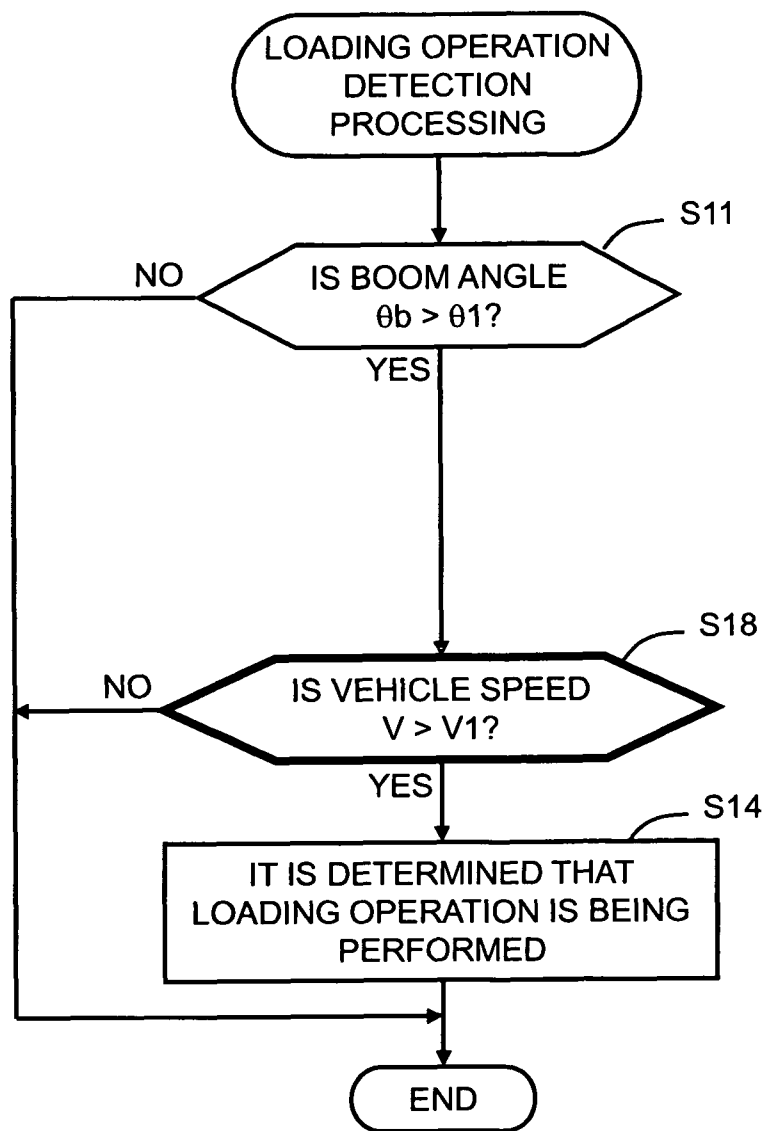 LOADING OPERATION
DETECTION
PROCESSING
S11
NO
IS BOOM ANGLE
θb > θ1?
YES
S18
NO
IS VEHICLE SPEED
V > V1?
YES
S14
IT IS DETERMINED THAT
LOADING OPERATION IS BEING
PERFORMED
END